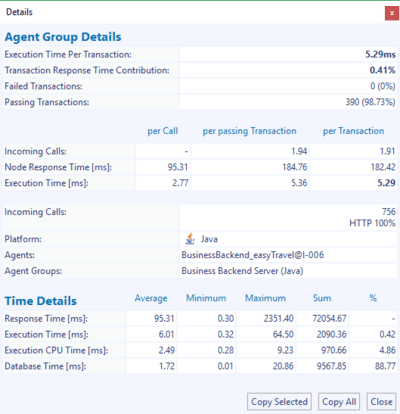 Details
x
Agent Group Details
Execution Time Per Transaction: 5.29ms
Transaction Response Time Contribution: 0.41%
Failed Transactions: 0 (0%)
Passing Transactions: 390 (98.73%)
per Call per passing Transaction per Transaction
Incoming Calls: - 1.94 1.91
Node Response Time [ms]: 95.31 184.76 182.42
Execution Time [ms]: 2.77 5.36 5.29
Incoming Calls: 756
HTTP 100%
Platform: Java
Agents: BusinessBackend_easyTravel@I-006
Agent Groups: Business Backend Server (Java)
Time Details Average Minimum Maximum Sum %
Response Time [ms]: 95.31 0.30 2351.40 72054.67 -
Execution Time [ms]: 6.01 0.32 64.50 2090.36 0.42
Execution CPU Time [ms]: 2.49 0.28 9.23 970.66 4.86
Database Time [ms]: 1.72 0.01 20.86 9567.85 88.77
Copy Selected Copy All Close